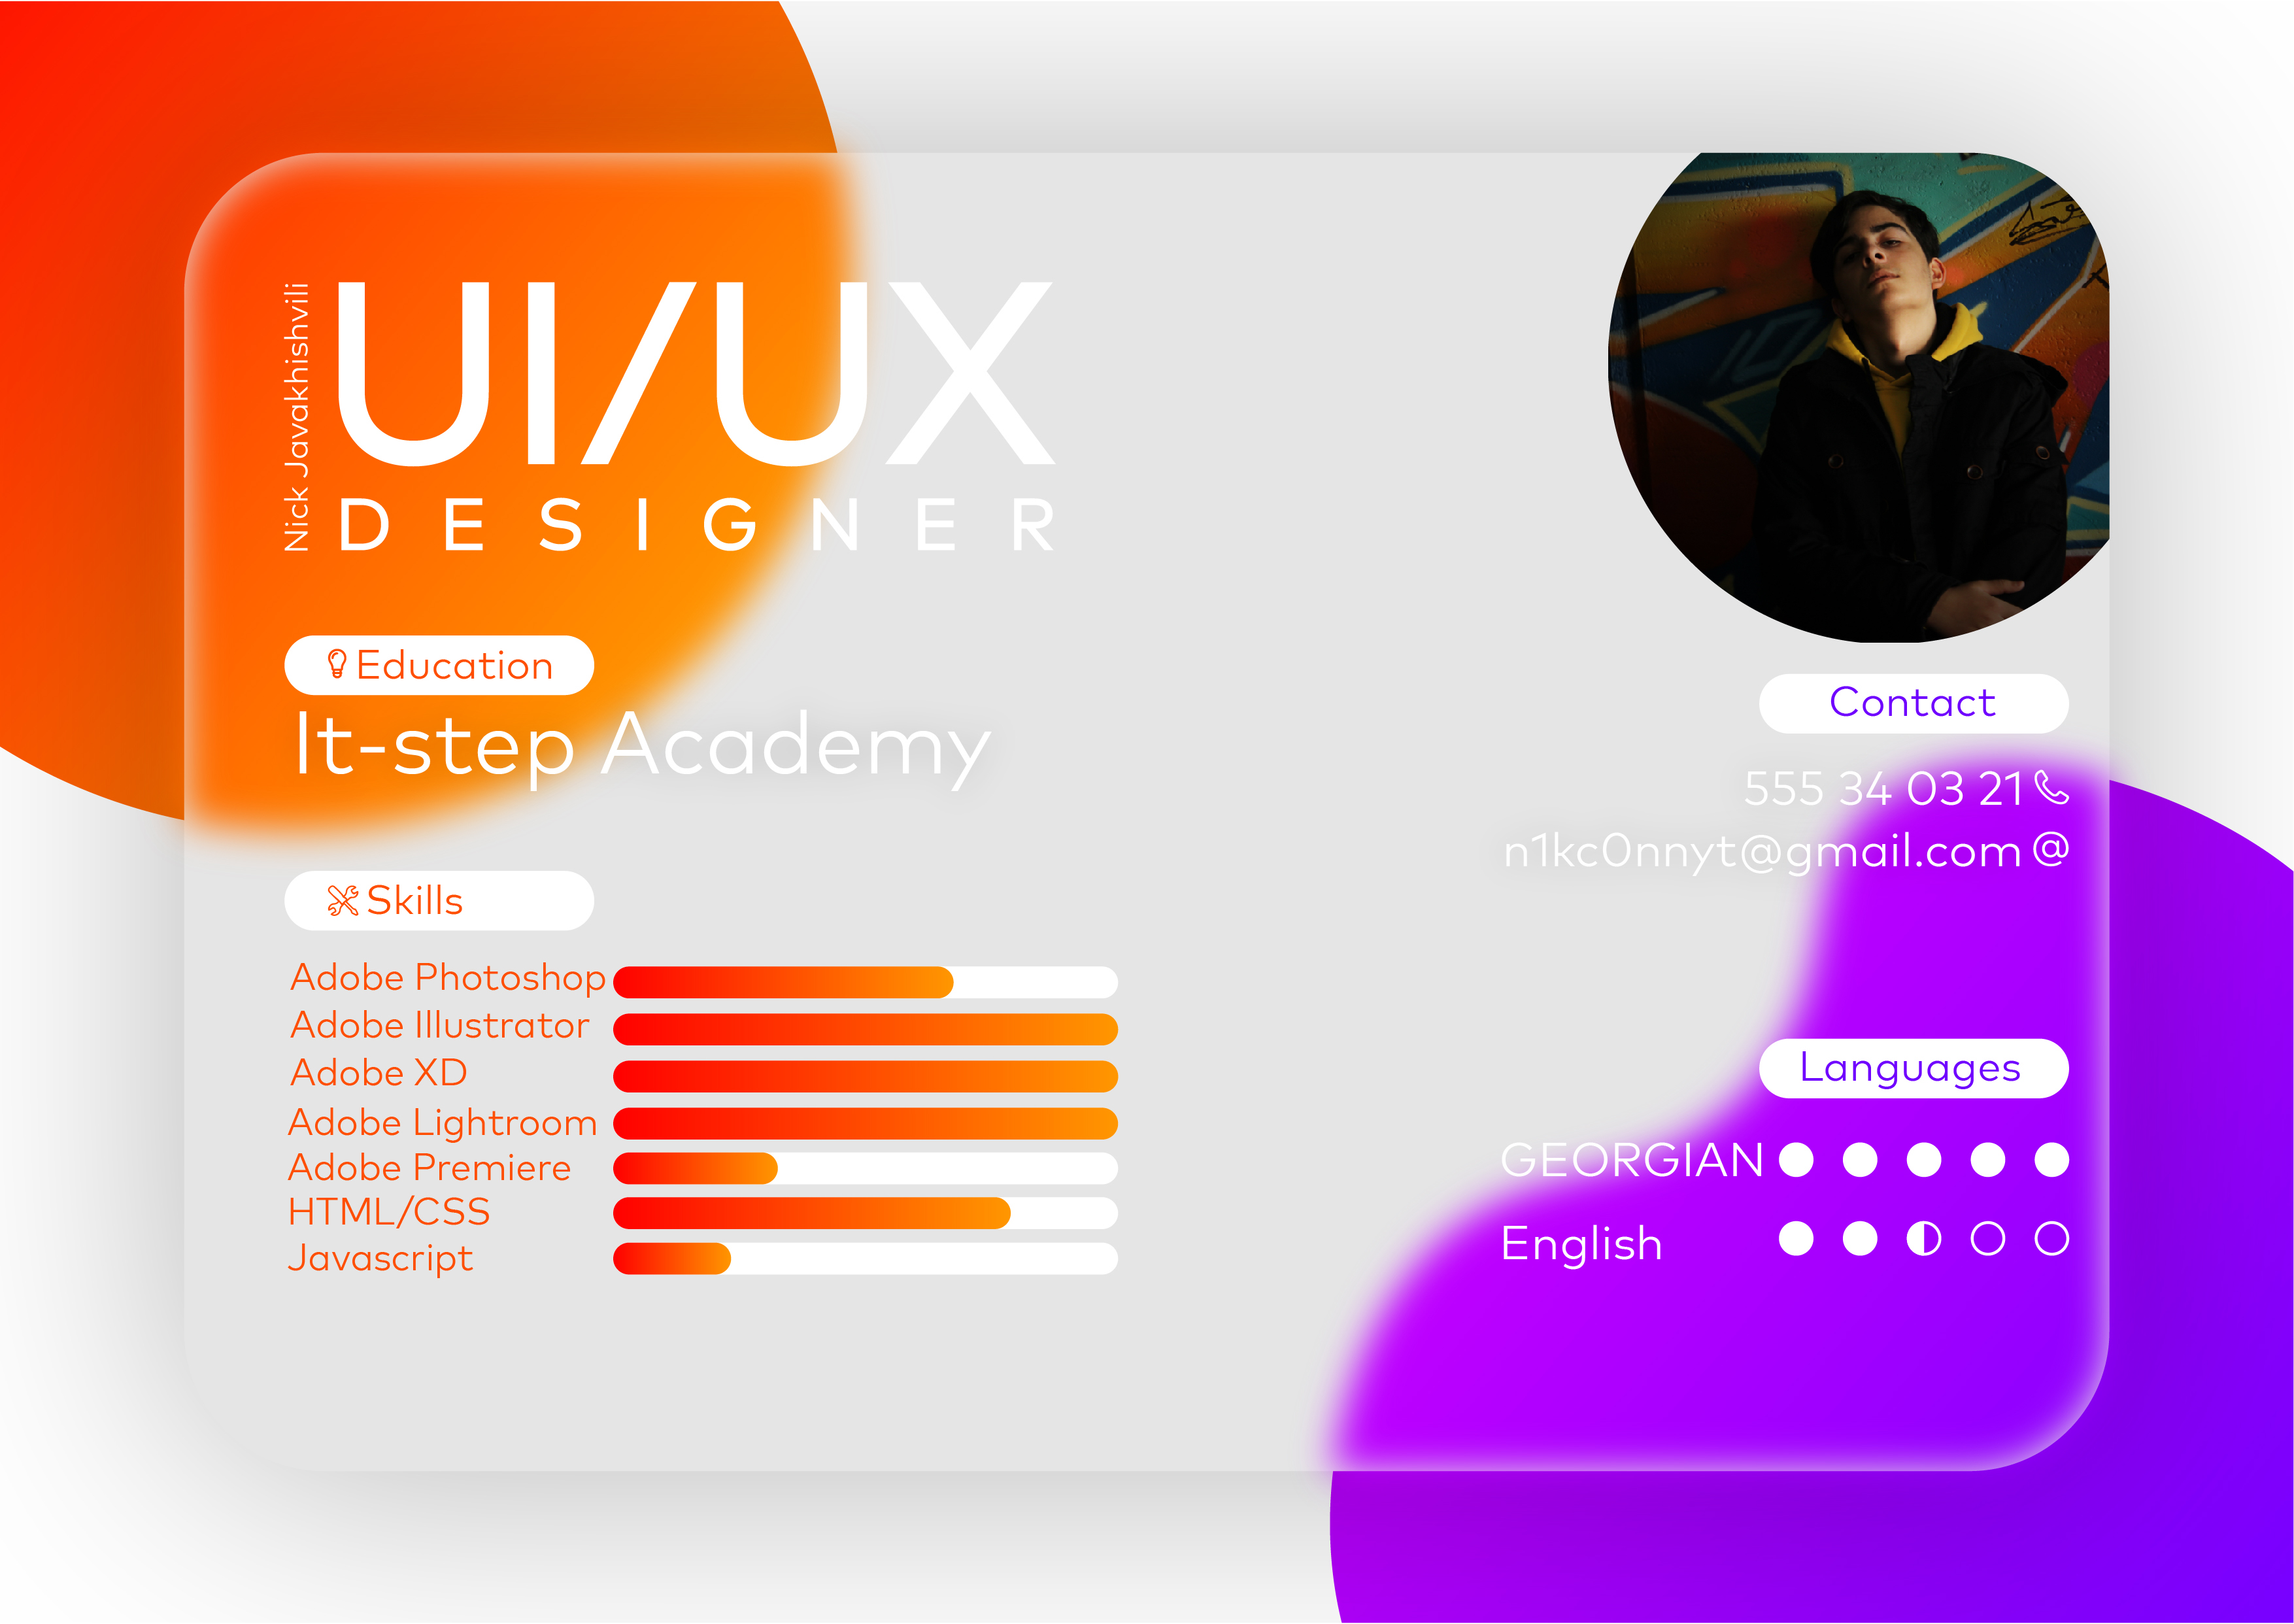 Nick Javakhishvili
UI/UX
DESIGNER
Education
It-step Academy
Skills
Adobe Photoshop
Adobe Illustrator
Adobe XD
Adobe Lightroom
Adobe Premiere
HTML/CSS
Javascript
Contact
555 34 03 21
n1kc0nnyt@gmail.com @
Languages
GEORGIAN
English